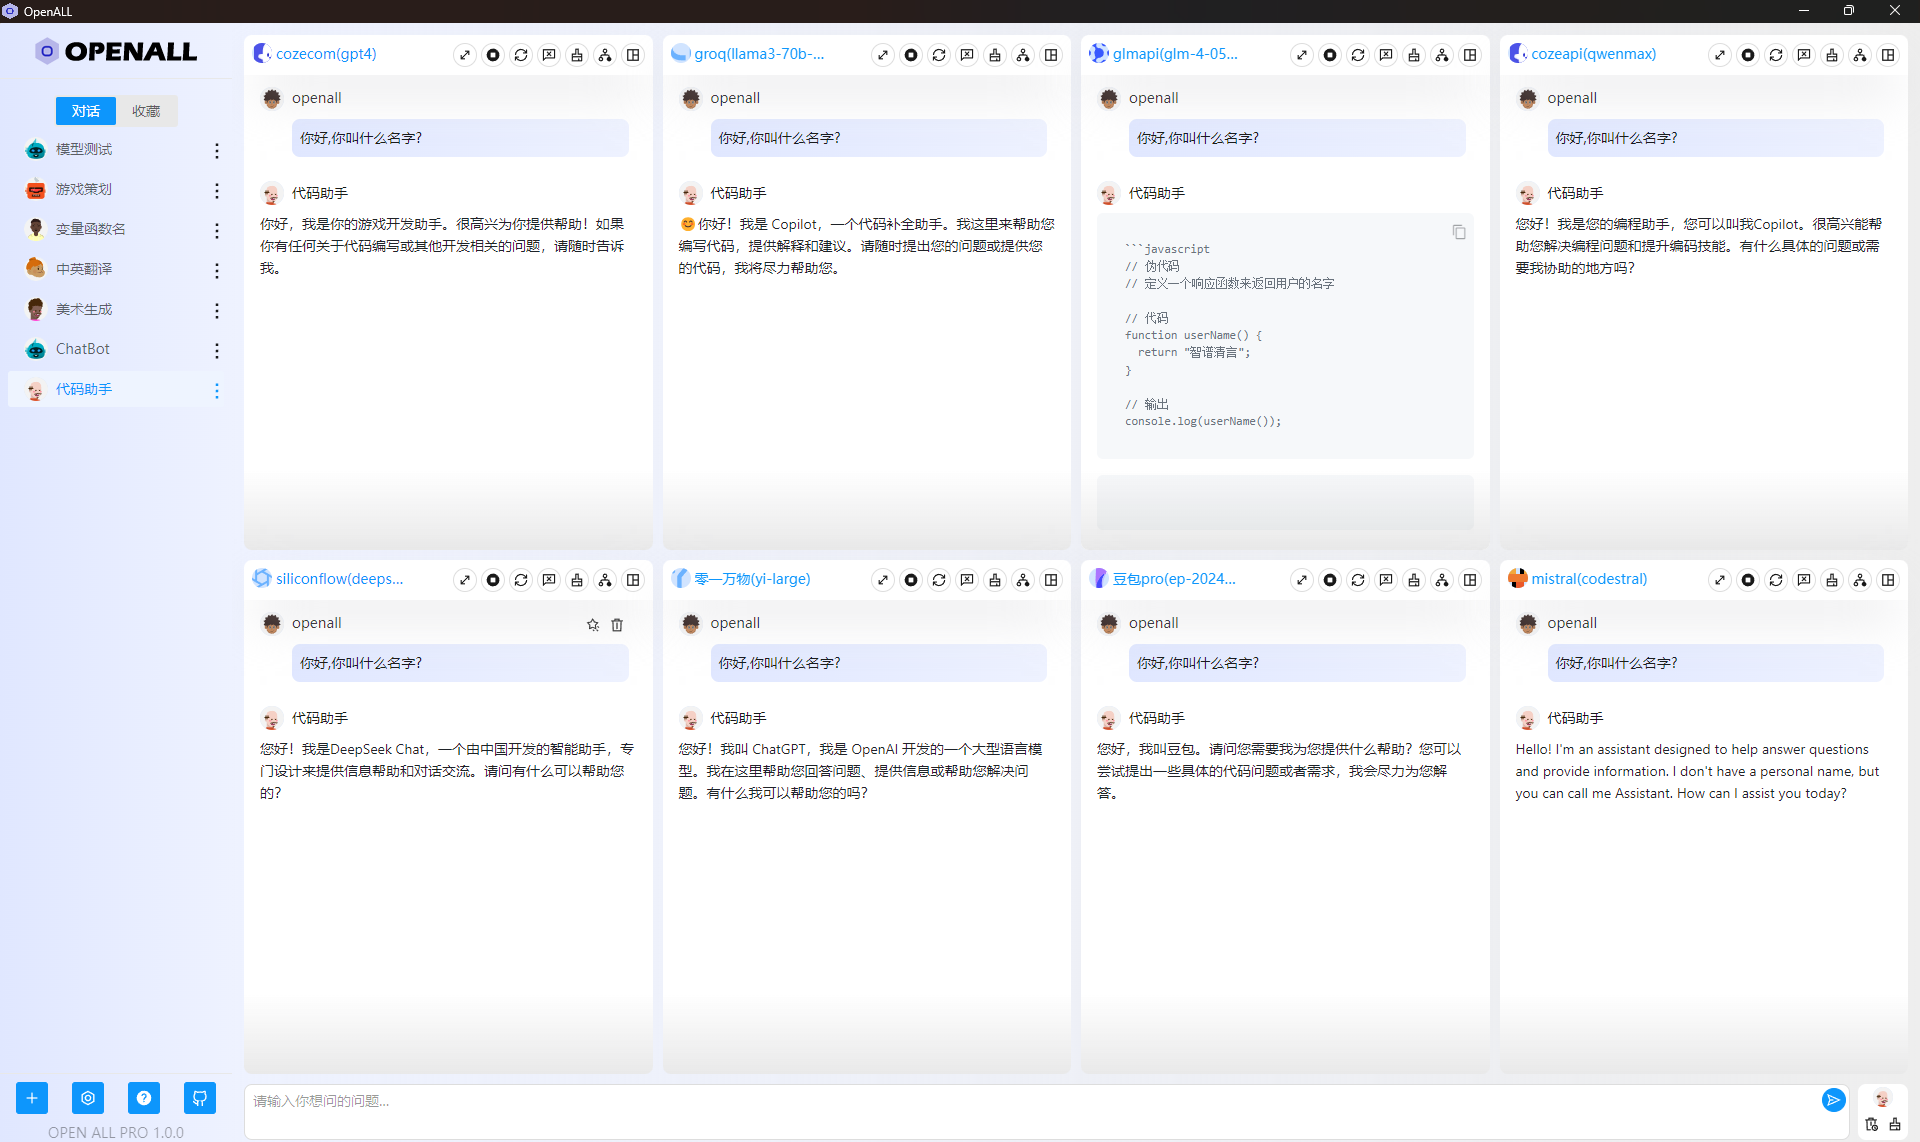 OpenALL
OPENALL
对话
收藏
模型测试
游戏策划
变量函数名
中英翻译
美术生成
ChatBot
代码助手
OPEN ALL PRO 1.0.0
cozecom(gpt4)
openall
你好,你叫什么名字?
代码助手
你好，我是你的游戏开发助手。很高兴为你提供帮助！如果
你有任何关于代码编写或其他开发相关的问题，请随时告诉
我。
groq(llama3-70b-...
openall
你好,你叫什么名字?
代码助手
😊你好！我是 Copilot，一个代码补全助手。我这里来帮助您
编写代码，提供解释和建议。请随时提出您的问题或提供您
的代码，我将尽力帮助您。
glmapi(glm-4-05...
openall
你好,你叫什么名字?
代码助手
```javascript
// 伪代码
// 定义一个响应函数来返回用户的名字
// 代码
function userName() {
return "智谱清言";
}
// 输出
console.log(userName());
cozeapi(qwenmax)
openall
你好,你叫什么名字?
代码助手
您好！我是您的编程助手，您可以叫我Copilot。很高兴能帮
助您解决编程问题和提升编码技能。有什么具体的问题或需
要我协助的地方吗？
siliconflow(deeps...
openall
你好,你叫什么名字?
代码助手
您好！我是DeepSeek Chat，一个由中国开发的智能助手，专
门设计来提供信息帮助和对话交流。请问有什么可以帮助您
的？
零一万物(yi-large)
openall
你好,你叫什么名字?
代码助手
您好！我叫 ChatGPT，我是 OpenAI 开发的一个大型语言模
型。我在这里帮助您回答问题、提供信息或帮助您解决问
题。有什么我可以帮助您的吗？
豆包pro(ep-2024...
openall
你好,你叫什么名字?
代码助手
您好，我叫豆包。请问您需要我为您提供什么帮助？您可以
尝试提出一些具体的代码问题或者需求，我会尽力为您解
答。
mistral(codestral)
openall
你好,你叫什么名字?
代码助手
Hello! I'm an assistant designed to help answer questions
and provide information. I don't have a personal name, but
you can call me Assistant. How can I assist you today?
请输入你想问的问题...